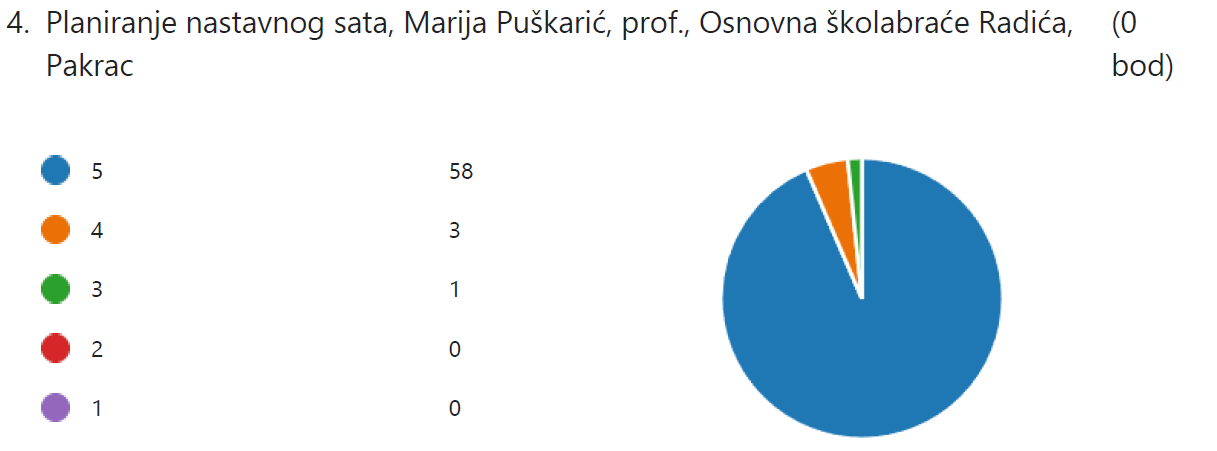 4. Planiranje nastavnog sata, Marija Puškarić, prof., Osnovna školabraće Radića, (0
Pakrac bod)
5 58
4 3
3 1
2 0
1 0